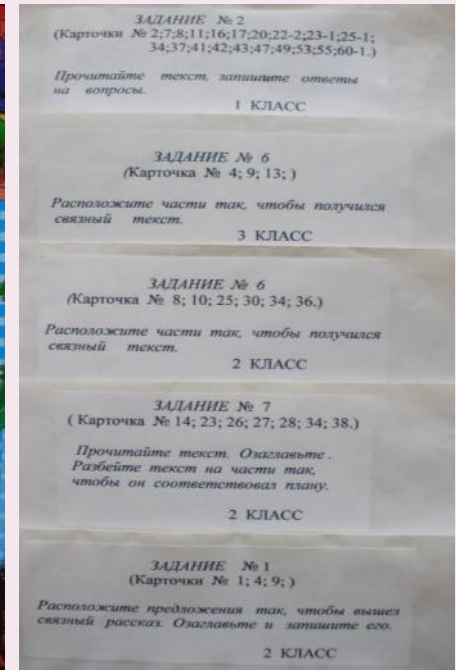 ЗАДАНИЕ № 2
(Карточки № 2;7;8;11;16;17;20;22-2;23-1;25-1;
34;37;41;42;43;47;49;53;55;60-1.)
Прочитайте текст, запишите ответы
на вопросы.
1 КЛАСС
ЗАДАНИЕ № 6
(Карточка № 4; 9; 13; )
Расположите части так, чтобы получился
связный текст.
3 КЛАСС
ЗАДАНИЕ № 6
(Карточка № 8; 10; 25; 30; 34; 36.)
Расположите части так, чтобы получился
связный текст.
2 КЛАСС
ЗАДАНИЕ № 7
( Карточка № 14; 23; 26; 27; 28; 34; 38.)
Прочитайте текст. Озаглавьте .
Разбейте текст на части так,
чтобы он соответствовал плану.
2 КЛАСС
ЗАДАНИЕ № 1
(Карточки № 1; 4; 9; )
Расположите предложения так, чтобы вышел
связный рассказ. Озаглавьте и запишите его.
2 КЛАСС